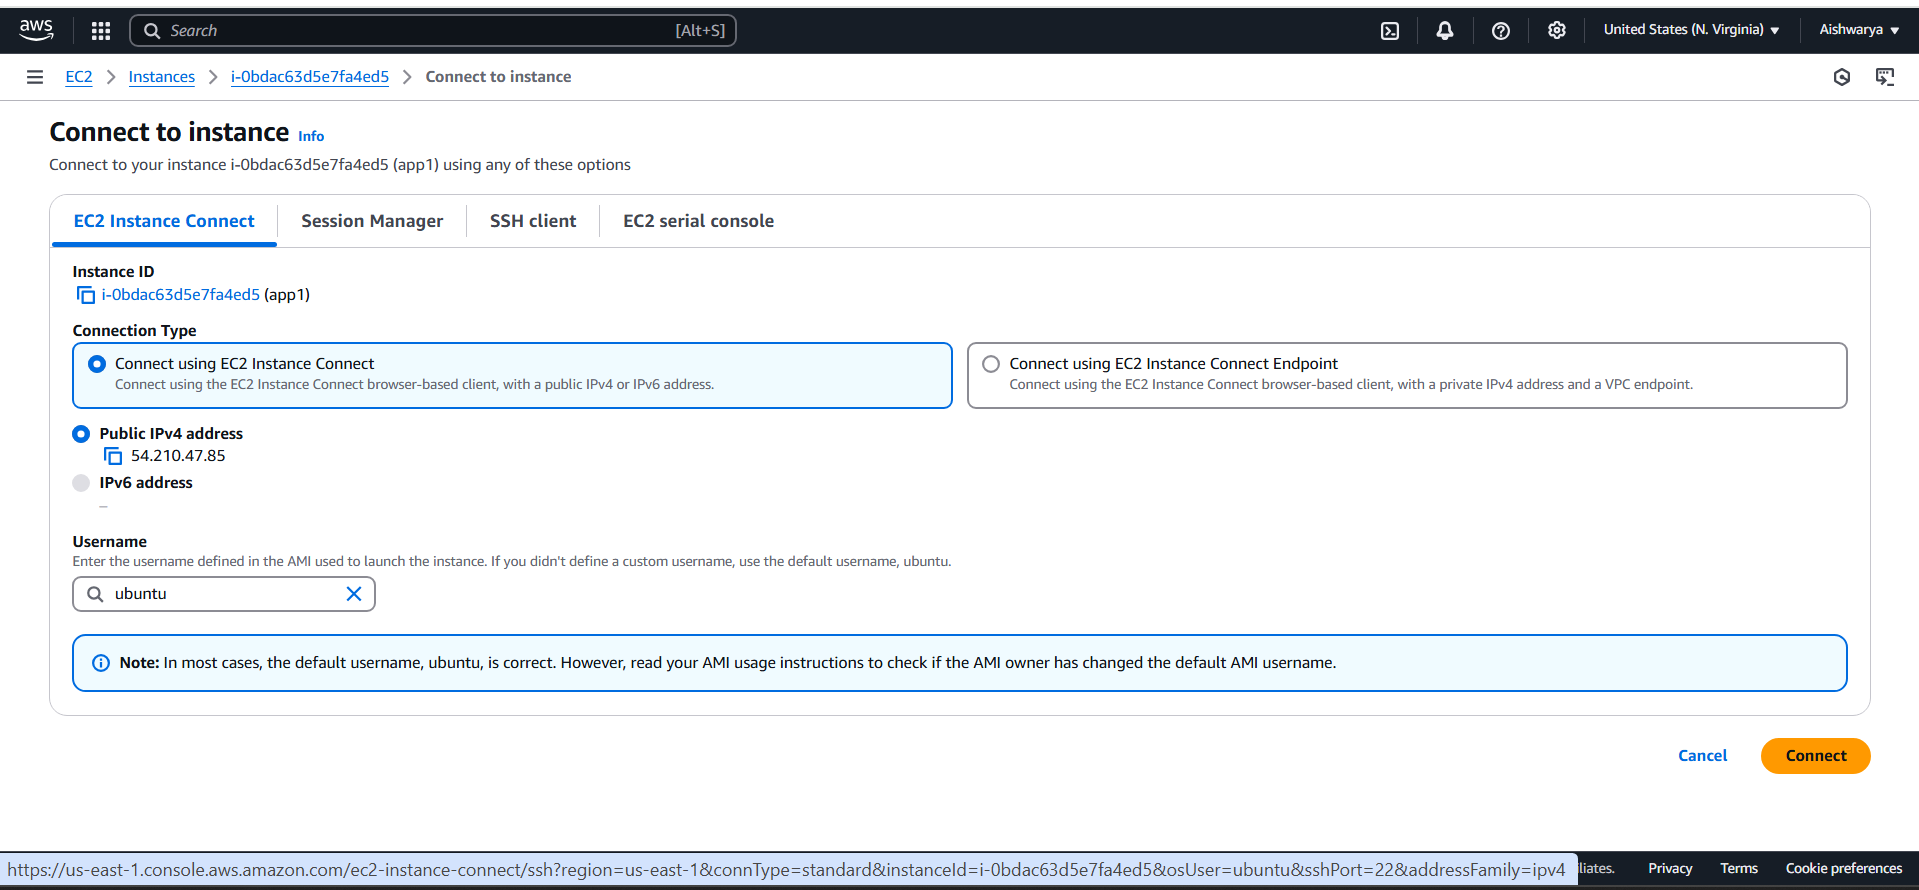 aws Search [Alt+S] United States (N. Virginia) Aishwarya
EC2 Instances i-0bdac63d5e7fa4ed5 Connect to instance
Connect to instance Info
Connect to your instance i-0bdac63d5e7fa4ed5 (app1) using any of these options
EC2 Instance Connect Session Manager SSH client EC2 serial console
Instance ID
i-0bdac63d5e7fa4ed5 (app1)
Connection Type
Connect using EC2 Instance Connect
Connect using the EC2 Instance Connect browser-based client, with a public IPv4 or IPv6 address.
Connect using EC2 Instance Connect Endpoint
Connect using the EC2 Instance Connect browser-based client, with a private IPv4 address and a VPC endpoint.
Public IPv4 address
54.210.47.85
IPv6 address
–
Username
Enter the username defined in the AMI used to launch the instance. If you didn't define a custom username, use the default username, ubuntu.
ubuntu
Note: In most cases, the default username, ubuntu, is correct. However, read your AMI usage instructions to check if the AMI owner has changed the default AMI username.
Cancel Connect
https://us-east-1.console.aws.amazon.com/ec2-instance-connect/ssh?region=us-east-1&connType=standard&instanceId=i-0bdac63d5e7fa4ed5&osUser=ubuntu&sshPort=22&addressFamily=ipv4 liates. Privacy Terms Cookie preferences